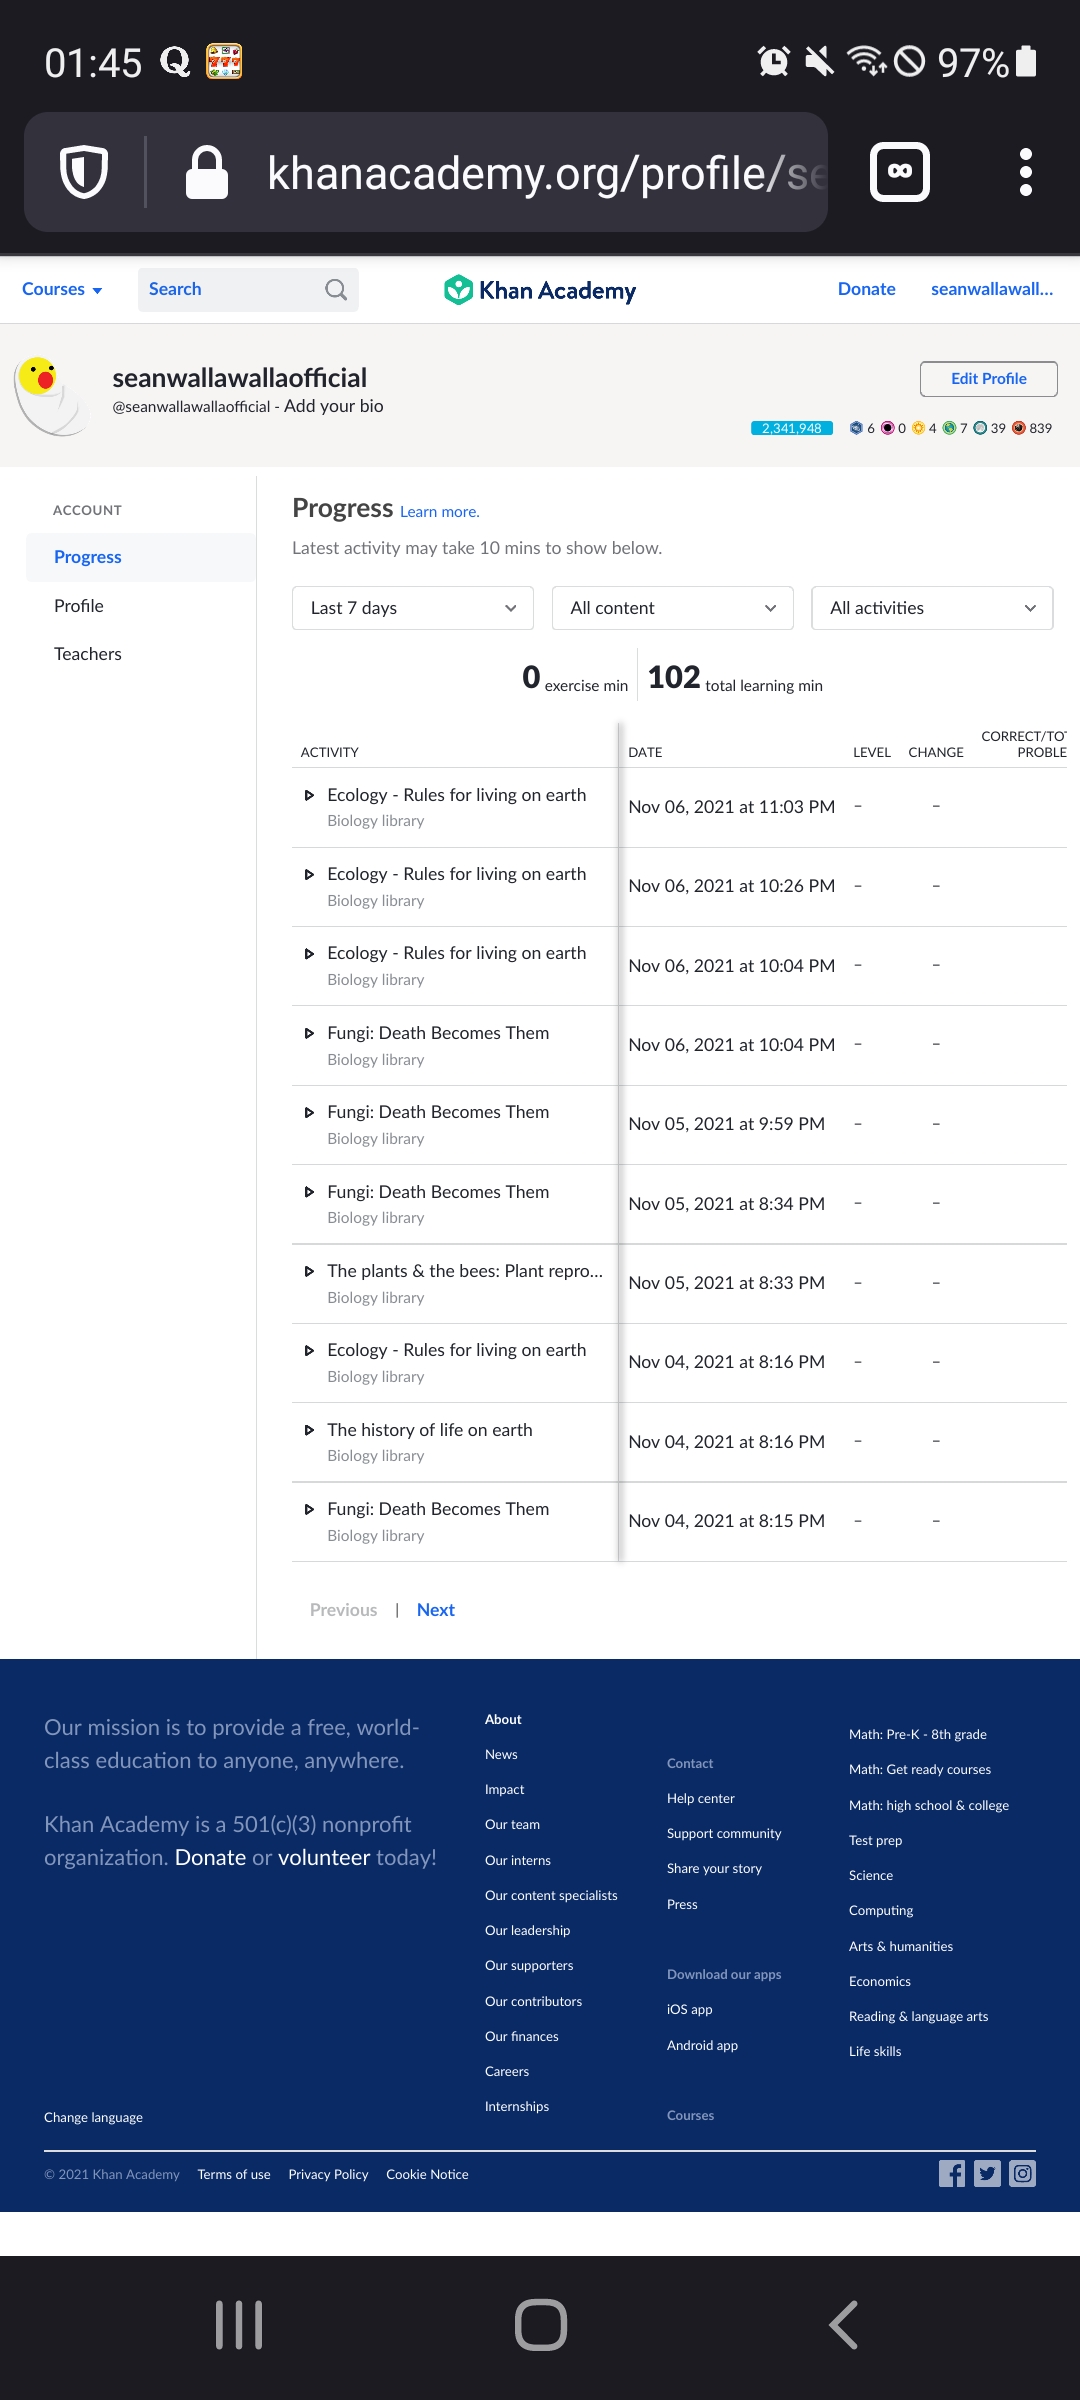 01:45
97%
khanacademy.org/profile/se
Courses
Search
Khan Academy
Donate
seanwallawall...
seanwallawallaofficial
@seanwallawallaofficial - Add your bio
Edit Profile
2,341,948 6 0 4 7 39 839
ACCOUNT
Progress
Profile
Teachers
Progress Learn more.
Latest activity may take 10 mins to show below.
Last 7 days
All content
All activities
0 exercise min
102 total learning min
ACTIVITY DATE LEVEL CHANGE CORRECT/TOT
PROBLE
Ecology - Rules for living on earth
Biology library
Nov 06, 2021 at 11:03 PM – –
Ecology - Rules for living on earth
Biology library
Nov 06, 2021 at 10:26 PM – –
Ecology - Rules for living on earth
Biology library
Nov 06, 2021 at 10:04 PM – –
Fungi: Death Becomes Them
Biology library
Nov 06, 2021 at 10:04 PM – –
Fungi: Death Becomes Them
Biology library
Nov 05, 2021 at 9:59 PM – –
Fungi: Death Becomes Them
Biology library
Nov 05, 2021 at 8:34 PM – –
The plants & the bees: Plant repro...
Biology library
Nov 05, 2021 at 8:33 PM – –
Ecology - Rules for living on earth
Biology library
Nov 04, 2021 at 8:16 PM – –
The history of life on earth
Biology library
Nov 04, 2021 at 8:16 PM – –
Fungi: Death Becomes Them
Biology library
Nov 04, 2021 at 8:15 PM – –
Previous | Next
Our mission is to provide a free, world-
class education to anyone, anywhere.
Khan Academy is a 501(c)(3) nonprofit
organization. Donate or volunteer today!
Change language
About
News
Impact
Our team
Our interns
Our content specialists
Our leadership
Our supporters
Our contributors
Our finances
Careers
Internships
Contact
Help center
Support community
Share your story
Press
Download our apps
iOS app
Android app
Courses
Math: Pre-K - 8th grade
Math: Get ready courses
Math: high school & college
Test prep
Science
Computing
Arts & humanities
Economics
Reading & language arts
Life skills
© 2021 Khan Academy Terms of use Privacy Policy Cookie Notice